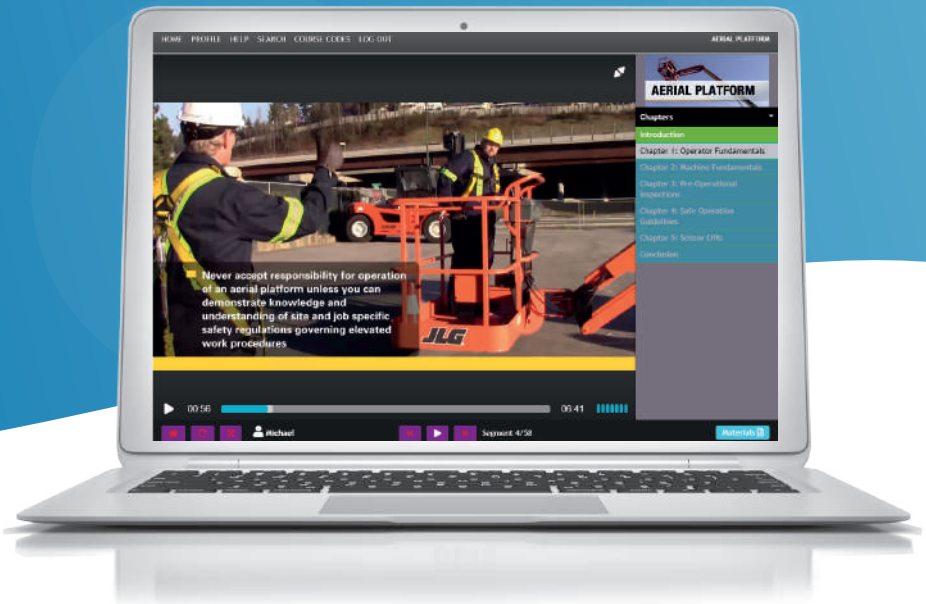 HOME PROFILE HELP SEARCH COURSE CODES LOG OUT
AERIAL PLATFORM
AERIAL PLATFORM
Chapters
Introduction
Chapter 1: Operator Fundamentals
Chapter 2: Machine Fundamentals
Chapter 3: Pre-Operational
Inspections
Chapter 4: Safe Operation
Guidelines
Chapter 5: Scissor Lifts
Conclusion
Never accept responsibility for operation
of an aerial platform unless you can
demonstrate knowledge and
understanding of site and job specific
safety regulations governing elevated
work procedures
JLG
00:56
06:41
Michael
Segment 4/58
Materials